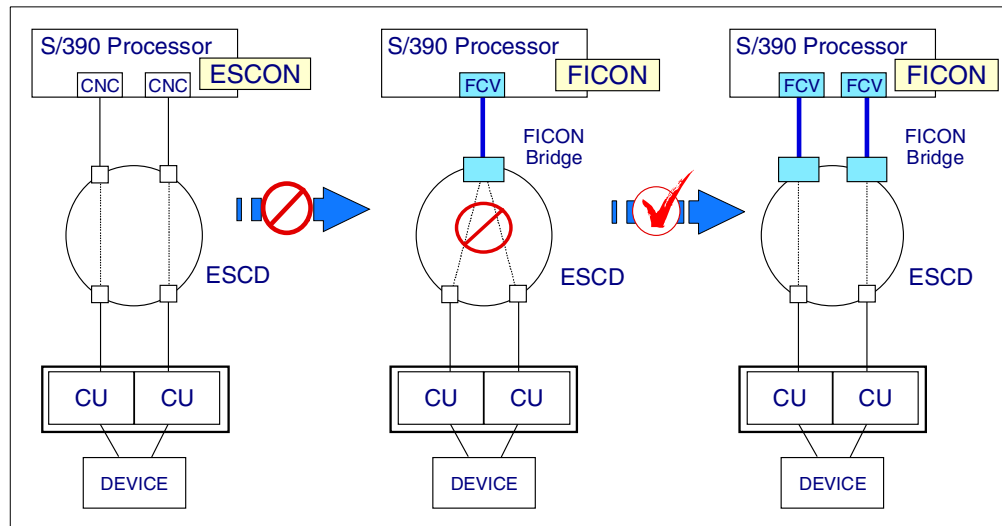 S/390 Processor
ESCON
CNC
CNC
ESCD
CU
CU
DEVICE
S/390 Processor
FICON
FCV
FICON
Bridge
ESCD
CU
CU
DEVICE
S/390 Processor
FICON
FCV
FCV
FICON
Bridge
ESCD
CU
CU
DEVICE